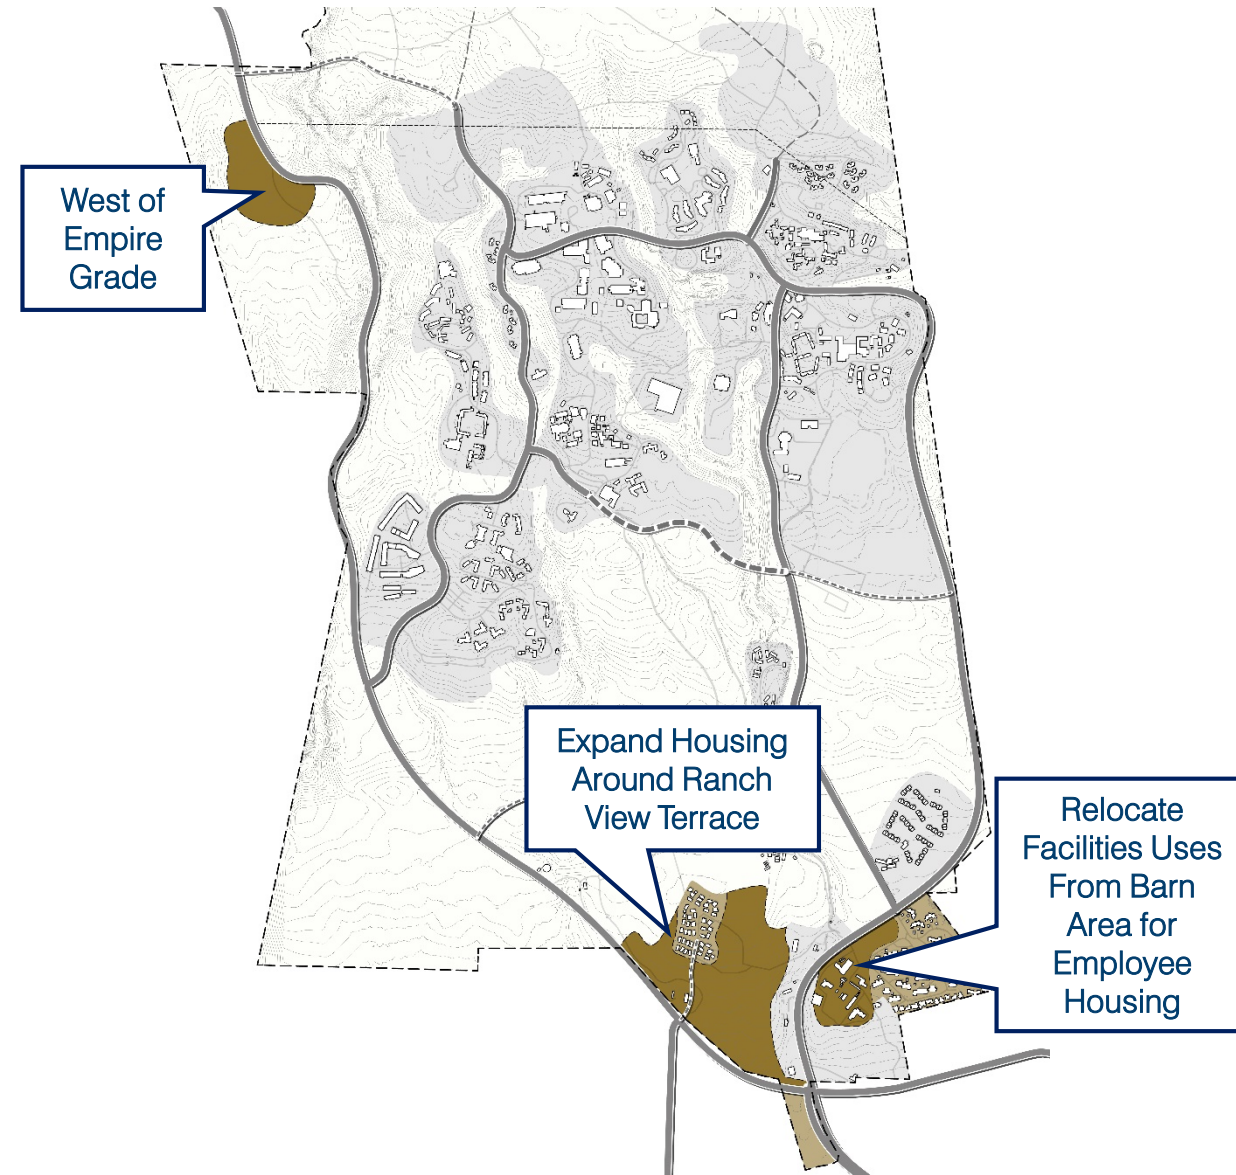 West of
Empire
Grade
Expand Housing
Around Ranch
View Terrace
Relocate
Facilities Uses
From Barn
Area for
Employee
Housing